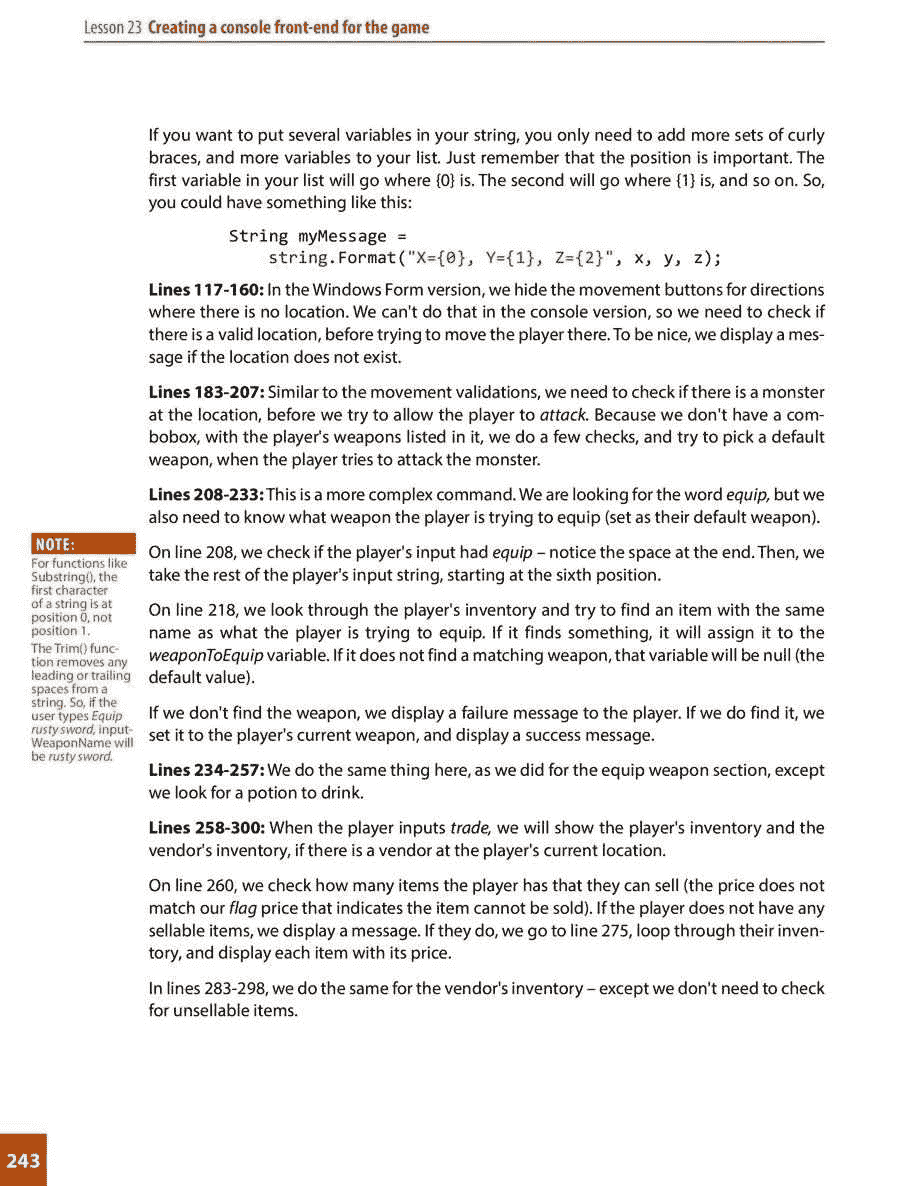 Lesson 23 Creating a console front-end for the game
If you want to put several variables in your string, you only need to add more sets of curly
braces, and more variables to your list. Just remember that the position is important. The
first variable in your list will go where {0} is. The second will go where {1} is, and so on. So,
you could have something like this:
String myMessage =
string.Format("X={0}, Y={1}, Z={2}", x, y, z);
Lines 117-160: In the Windows Form version, we hide the movement buttons for directions
where there is no location. We can't do that in the console version, so we need to check if
there is a valid location, before trying to move the player there. To be nice, we display a mes-
sage if the location does not exist.
Lines 183-207: Similar to the movement validations, we need to check if there is a monster
at the location, before we try to allow the player to attack. Because we don't have a com-
bobox, with the player's weapons listed in it, we do a few checks, and try to pick a default
weapon, when the player tries to attack the monster.
Lines 208-233: This is a more complex command. We are looking for the word equip, but we
also need to know what weapon the player is trying to equip (set as their default weapon).
On line 208, we check if the player's input had equip – notice the space at the end. Then, we
take the rest of the player's input string, starting at the sixth position.
On line 218, we look through the player's inventory and try to find an item with the same
name as what the player is trying to equip. If it finds something, it will assign it to the
weaponToEquip variable. If it does not find a matching weapon, that variable will be null (the
default value).
If we don't find the weapon, we display a failure message to the player. If we do find it, we
set it to the player's current weapon, and display a success message.
Lines 234-257: We do the same thing here, as we did for the equip weapon section, except
we look for a potion to drink.
Lines 258-300: When the player inputs trade, we will show the player's inventory and the
vendor's inventory, if there is a vendor at the player's current location.
On line 260, we check how many items the player has that they can sell (the price does not
match our flag price that indicates the item cannot be sold). If the player does not have any
sellable items, we display a message. If they do, we go to line 275, loop through their inven-
tory, and display each item with its price.
In lines 283-298, we do the same for the vendor's inventory – except we don't need to check
for unsellable items.
NOTE:
For functions like
Substring(), the
first character
of a string is at
position 0, not
position 1.
The Trim() func-
tion removes any
leading or trailing
spaces from a
string. So, if the
user types Equip
rusty sword, input-
WeaponName will
be rusty sword.
243